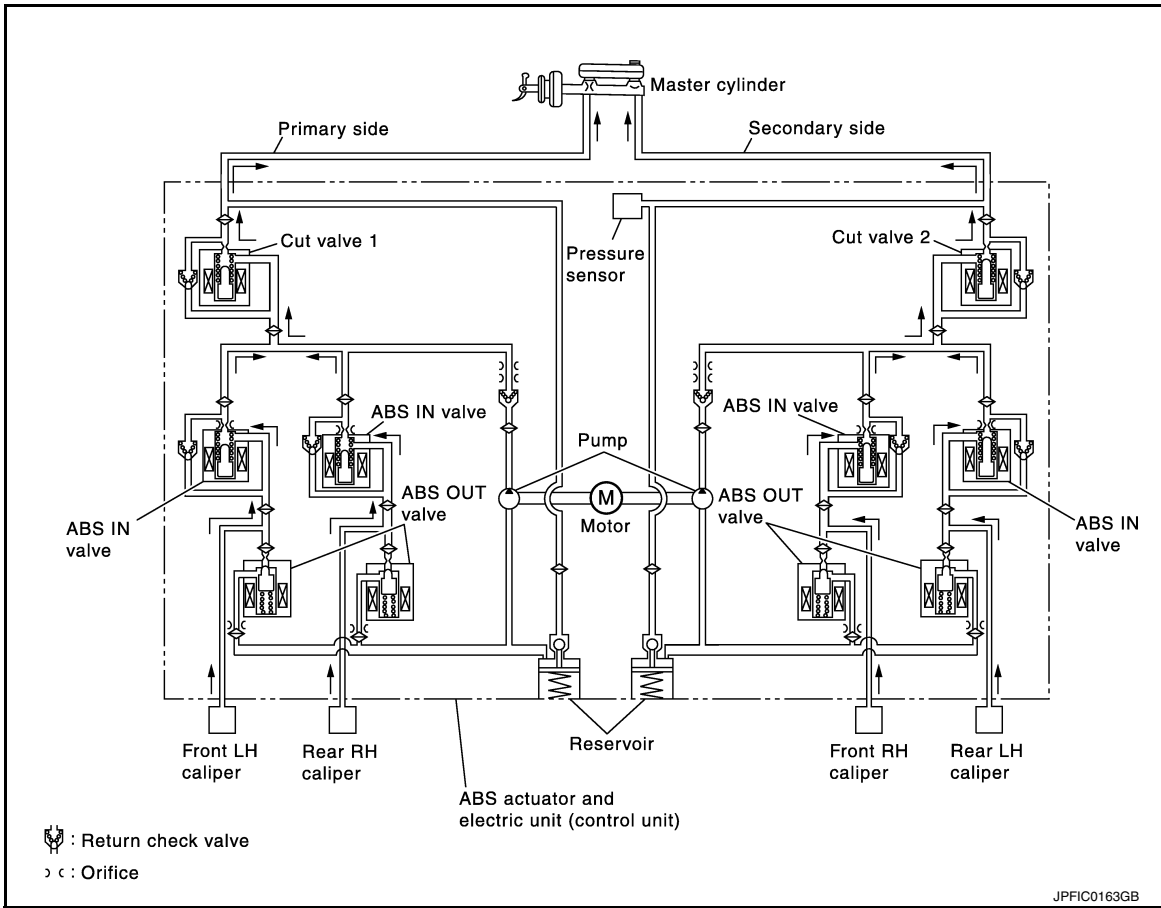 Master cylinder
Primary side
Secondary side
Cut valve 1
Pressure
sensor
Cut valve 2
ABS IN valve
ABS IN valve
Pump
ABS OUT
valve
M
Motor
ABS OUT
valve
ABS IN
valve
ABS IN
valve
Front LH
caliper
Rear RH
caliper
Reservoir
Front RH
caliper
Rear LH
caliper
ABS actuator and
electric unit (control unit)
: Return check valve
: Orifice
JPFIC0163GB